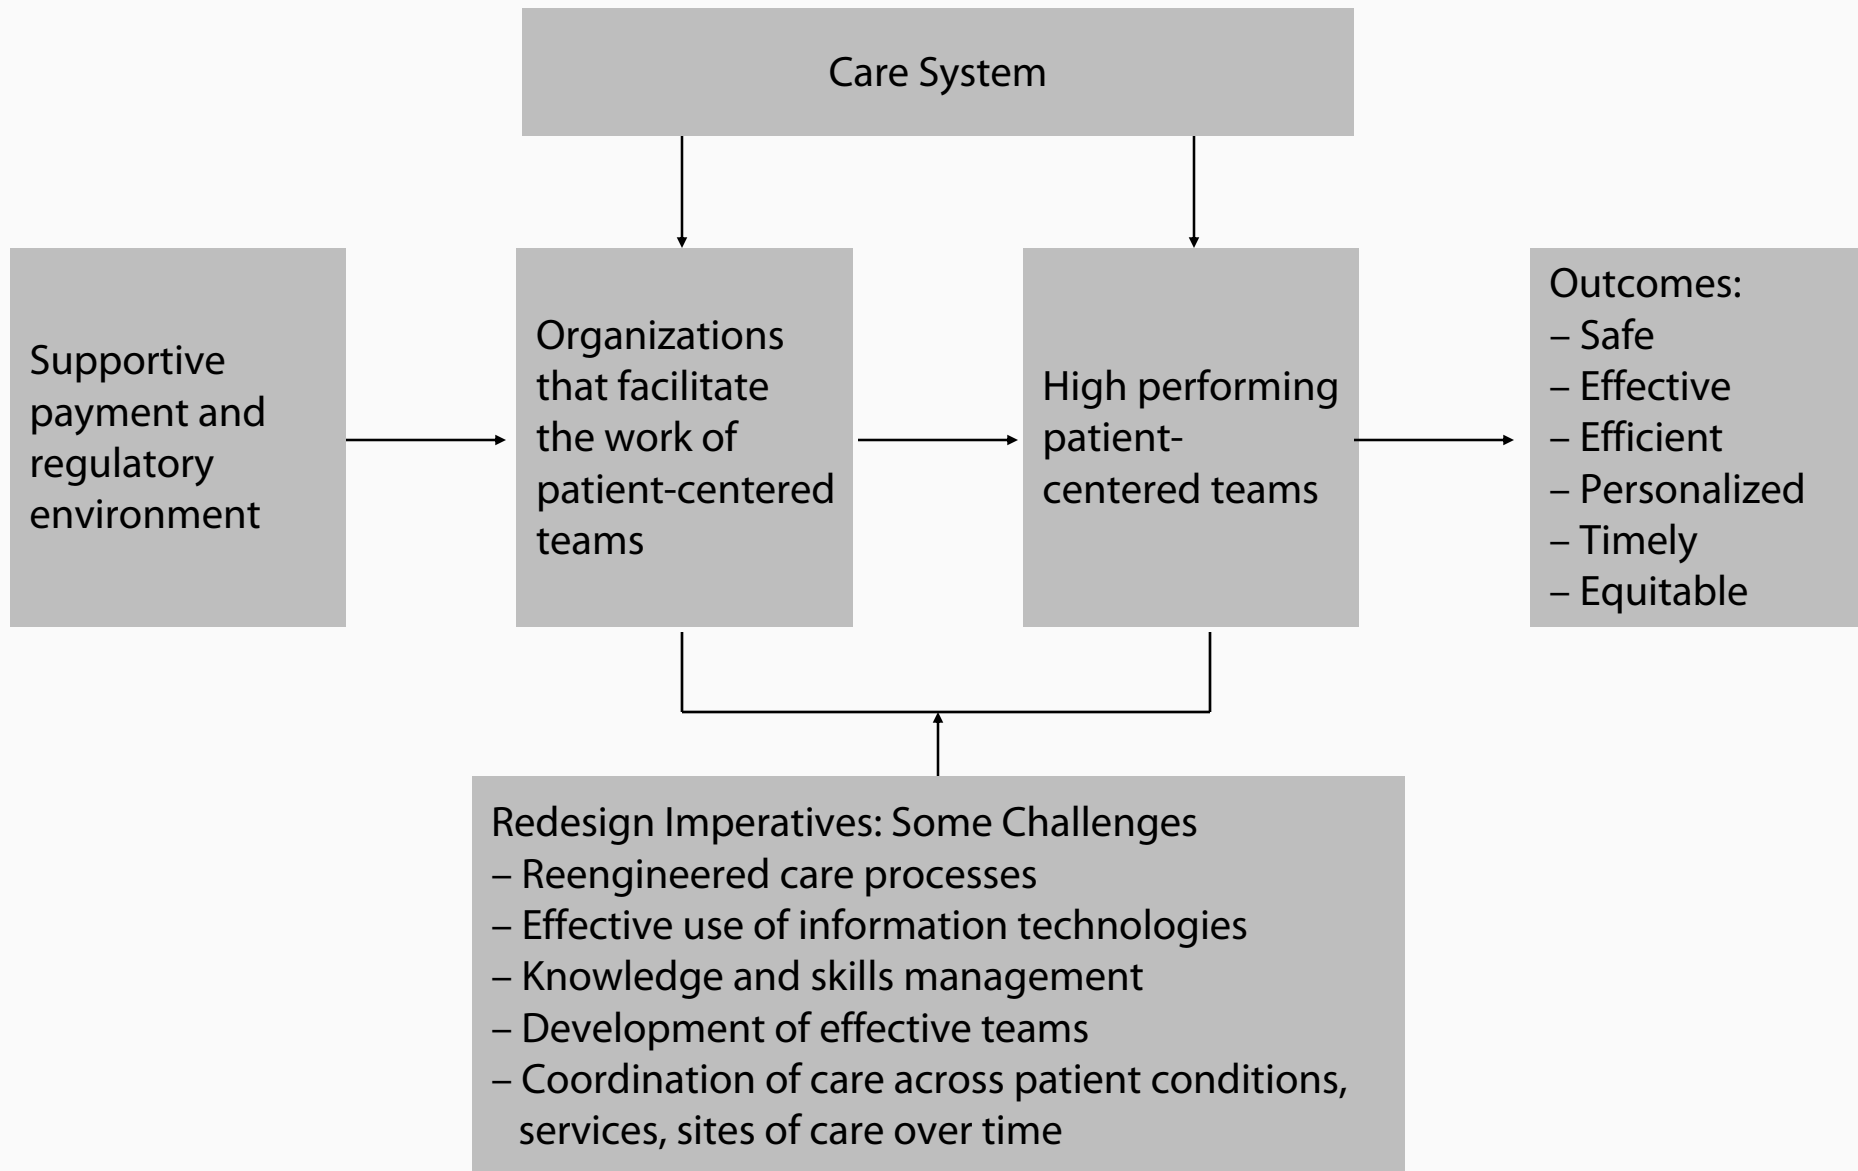 Care System
Supportive
payment and
regulatory
environment
Organizations
that facilitate
the work of
patient-centered
teams
High performing
patient-
centered teams
Outcomes:
– Safe
– Effective
– Efficient
– Personalized
– Timely
– Equitable
Redesign Imperatives: Some Challenges
– Reengineered care processes
– Effective use of information technologies
– Knowledge and skills management
– Development of effective teams
– Coordination of care across patient conditions,
services, sites of care over time